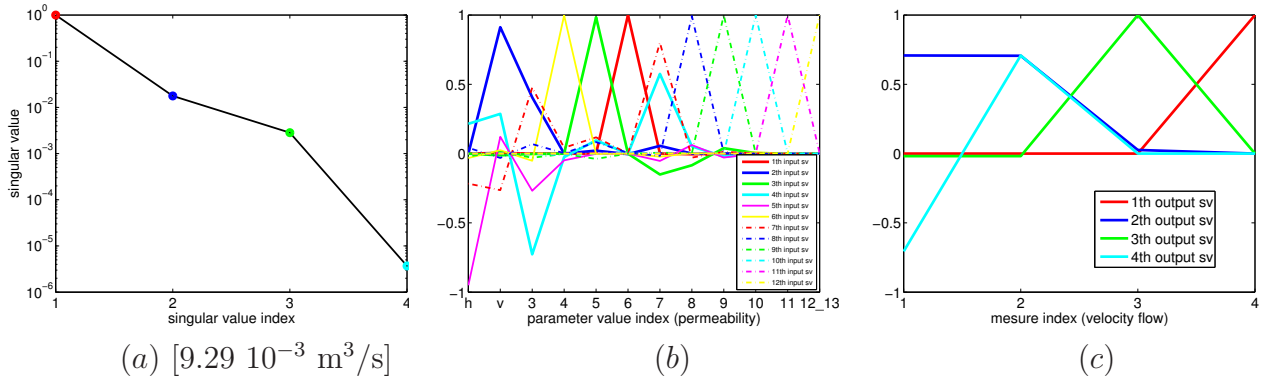 10^0
10^{-1}
10^{-2}
10^{-3}
10^{-4}
10^{-5}
10^{-6}
singular value
1 2 3 4
singular value index
(a) [9.29 10^{-3} m^3/s]
1
0.5
0
−0.5
−1
h v 3 4 5 6 7 8 9 10 11 12_13
parameter value index (permeability)
1th input sv
2th input sv
3th input sv
4th input sv
5th input sv
6th input sv
7th input sv
8th input sv
9th input sv
10th input sv
11th input sv
12th input sv
(b)
1
0.5
0
−0.5
−1
1 2 3 4
mesure index (velocity flow)
1th output sv
2th output sv
3th output sv
4th output sv
(c)